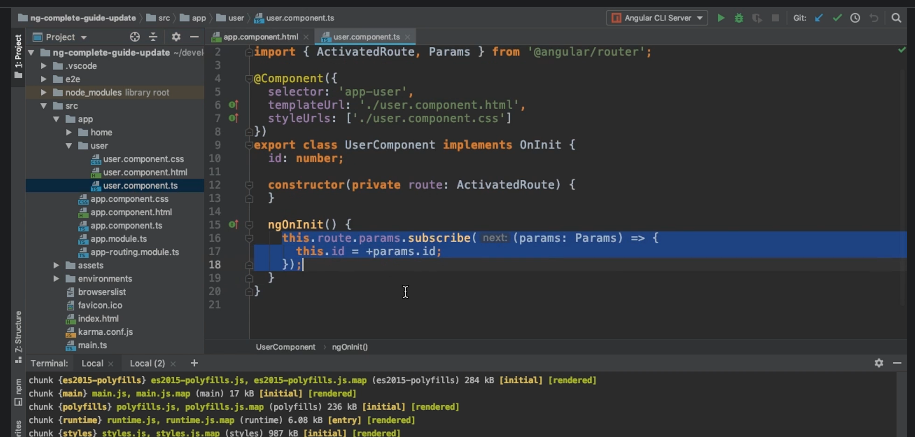 ng-complete-guide-update src app user user.component.ts Angular CLI Server Git:
1: Project Project app.component.html user.component.ts
ng-complete-guide-update ~/devel
.vscode
e2e
node_modules library root
src
app
home
user
user.component.css
user.component.html
user.component.ts
app.component.css
app.component.html
app.component.ts
app.module.ts
app-routing.module.ts
assets
environments
browserslist
favicon.ico
index.html
karma.conf.js
main.ts
2 import { ActivatedRoute, Params } from '@angular/router';
3
4 @Component({
5 selector: 'app-user',
6 templateUrl: './user.component.html',
7 styleUrls: ['./user.component.css']
8 })
9 export class UserComponent implements OnInit {
10 id: number;
11
12 constructor(private route: ActivatedRoute) {
13 }
14
15 ngOnInit() {
16 this.route.params.subscribe( next: (params: Params) => {
17 this.id = +params.id;
18 });
19 }
20 }
21
UserComponent › ngOnInit()
Z: Structure
npm
rites
Terminal: Local × Local (2) × +
chunk {es2015-polyfills} es2015-polyfills.js, es2015-polyfills.js.map (es2015-polyfills) 284 kB [initial] [rendered]
chunk {main} main.js, main.js.map (main) 17 kB [initial] [rendered]
chunk {polyfills} polyfills.js, polyfills.js.map (polyfills) 236 kB [initial] [rendered]
chunk {runtime} runtime.js, runtime.js.map (runtime) 6.08 kB [entry] [rendered]
chunk {styles} styles.js, styles.js.map (styles) 987 kB [initial] [rendered]